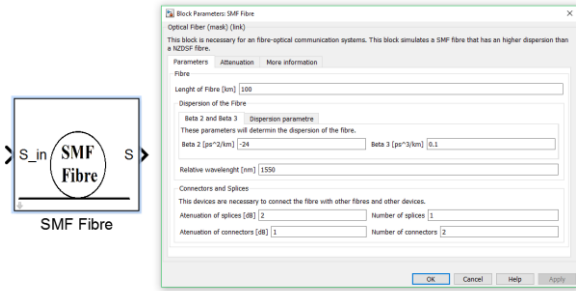 S_in
SMF
Fibre
S
SMF Fibre
Block Parameters: SMF Fibre
Optical Fiber (mask) (link)
This block is necessary for an fibre-optical communication systems. This block simulates a SMF fibre that has an higher dispersion than
a NZDSF fibre.
Parameters Attenuation More information
Fibre
Lenght of Fibre [km] 100
Dispersion of the Fibre
Beta 2 and Beta 3 Dispersion parametre
These parameters will determin the dispersion of the fibre.
Beta 2 [ps^2/km] -24 Beta 3 [ps^3/km] 0.1
Relative wavelenght [nm] 1550
Connectors and Splices
This devices are necessary to connect the fibre with other fibres and other devices.
Atenuation of splices [dB] 2 Number of splices 1
Atenuation of connectors [dB] 1 Number of connectors 2
OK Cancel Help Apply